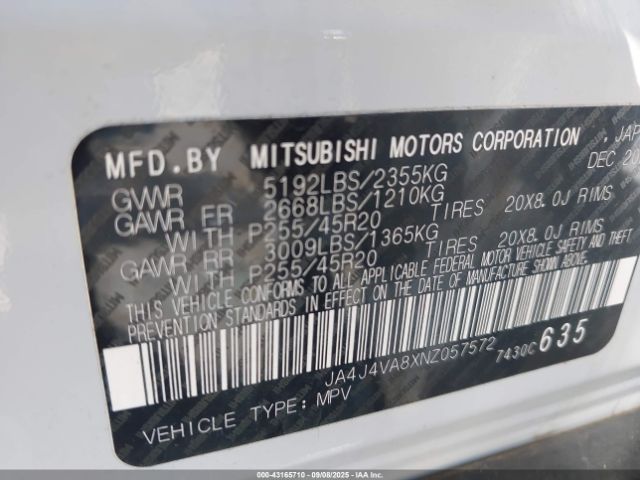 MFD.BY MITSUBISHI MOTORS CORPORATION, JAP
DEC 20
GVWR 5192LBS/2355KG
GAWR FR 2668LBS/1210KG
WITH P255/45R20 TIRES 20X8.0J RIMS
GAWR RR 3009LBS/1365KG
WITH P255/45R20 TIRES 20X8.0J RIMS
THIS VEHICLE CONFORMS TO ALL APPLICABLE FEDERAL MOTOR VEHICLE SAFETY AND THEFT
PREVENTION STANDARDS IN EFFECT ON THE DATE OF MANUFACTURE SHOWN ABOVE.
JA4J4VA8XNZ057572
7430C 635
VEHICLE TYPE: MPV
000-43165710 | 09/08/2025 - AUCTIONS